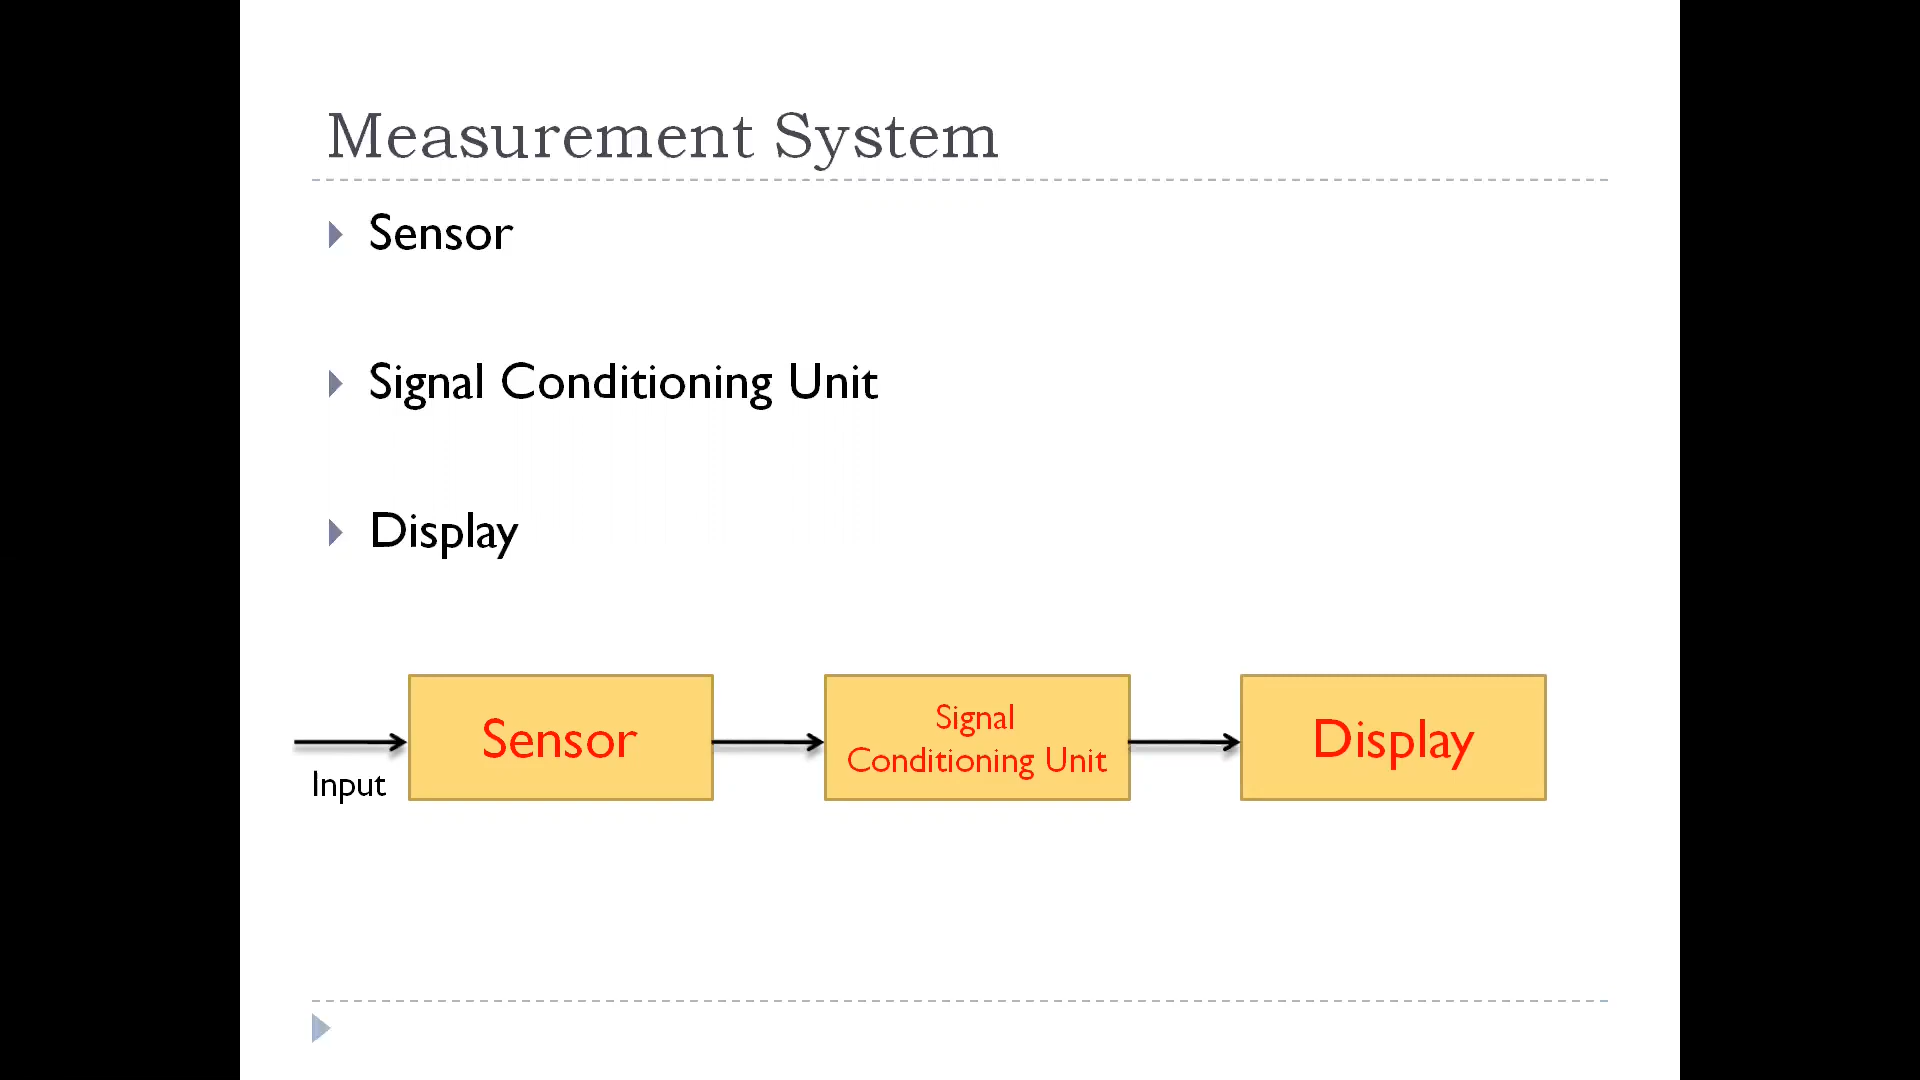 Measurement System
Sensor
Signal Conditioning Unit
Display
Input
Sensor
Signal
Conditioning Unit
Display